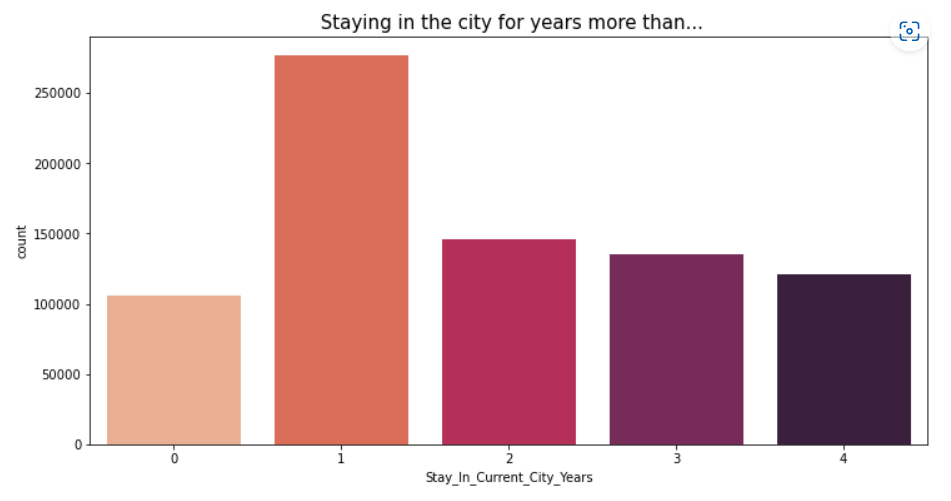 Staying in the city for years more than...
250000
200000
150000
100000
50000
0
count
0 1 2 3 4
Stay_In_Current_City_Years